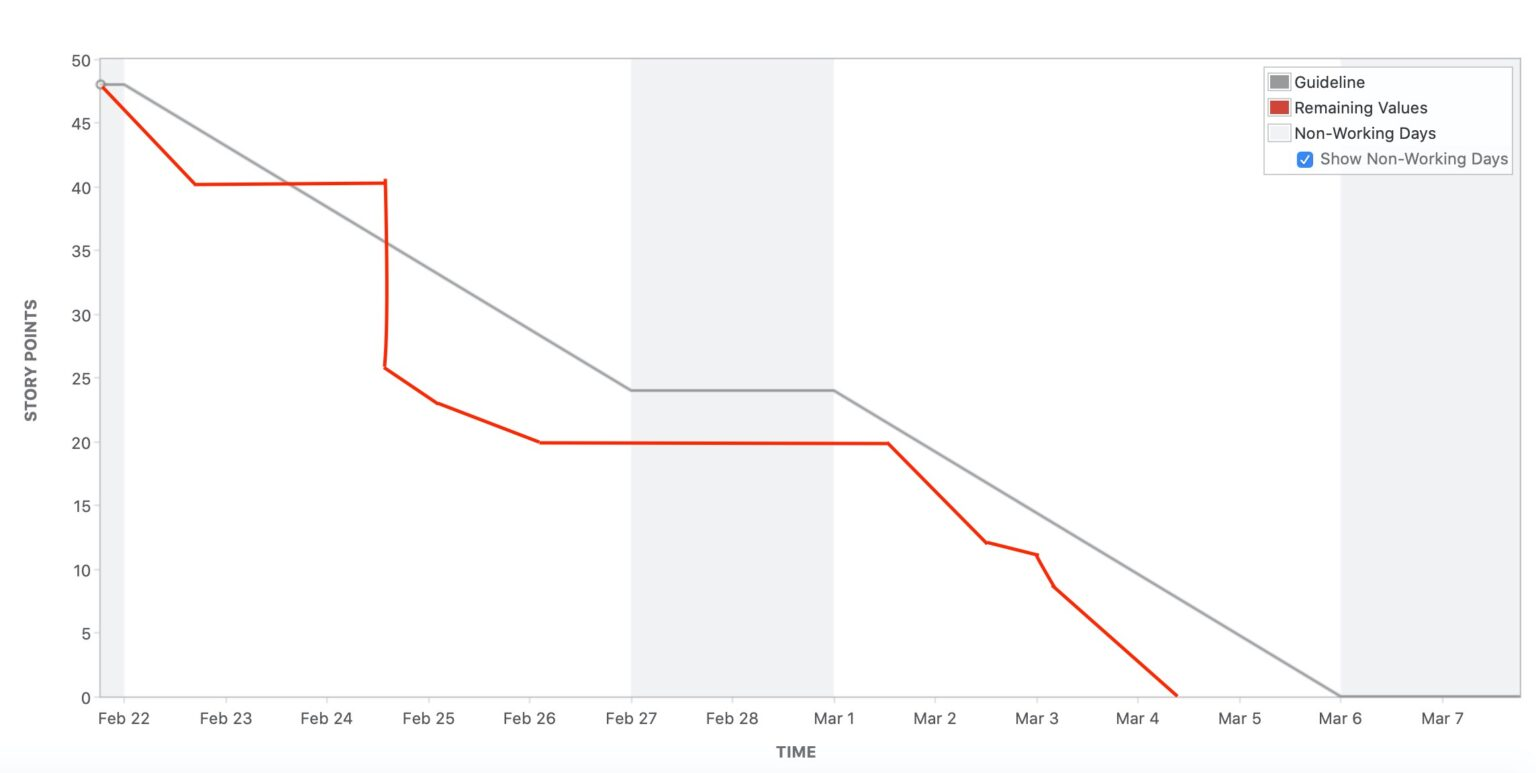 50
45
40
35
30
25
20
15
10
5
0
STORY POINTS
Guideline
Remaining Values
Non-Working Days
Show Non-Working Days
Feb 22 Feb 23 Feb 24 Feb 25 Feb 26 Feb 27 Feb 28 Mar 1 Mar 2 Mar 3 Mar 4 Mar 5 Mar 6 Mar 7
TIME